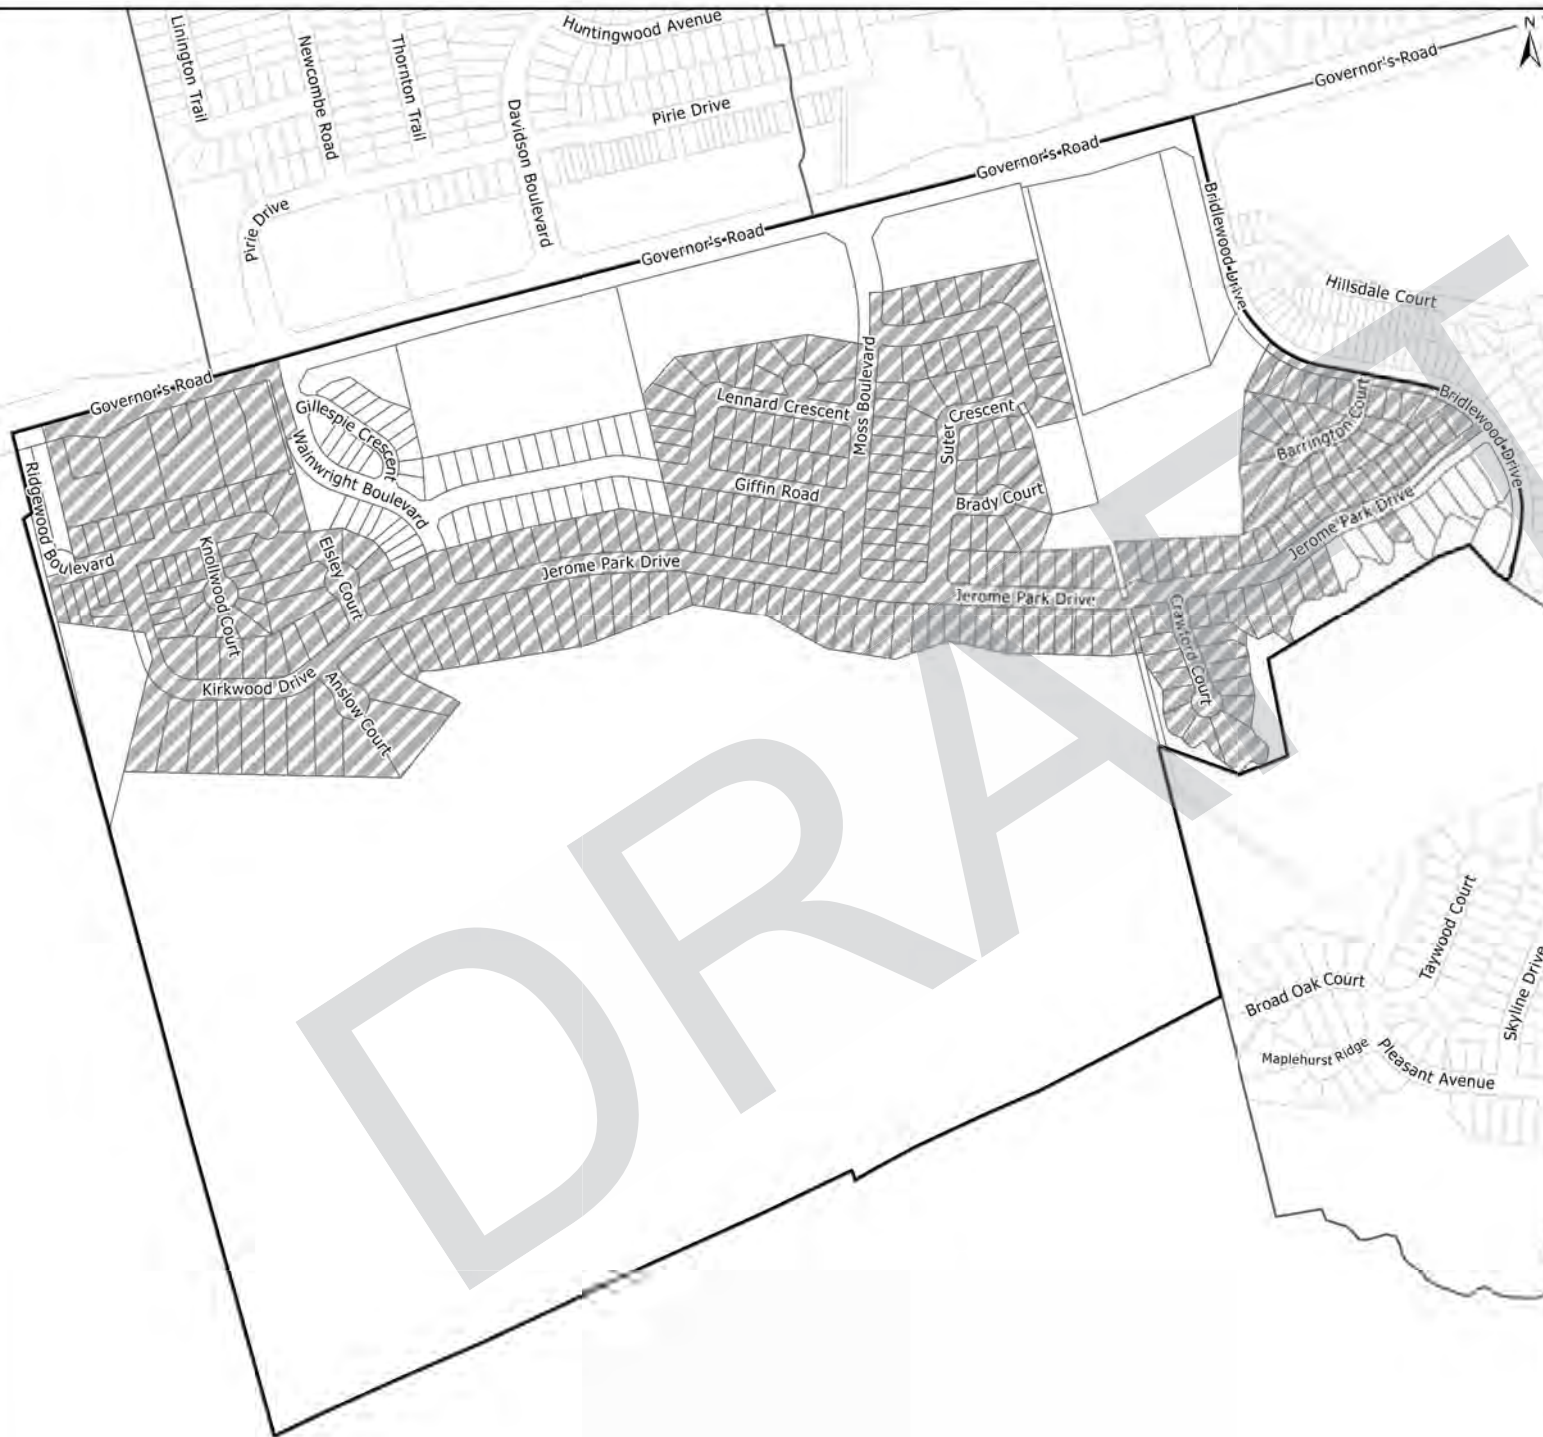 Linington Trail
Newcombe Road
Thornton Trail
Davidson Boulevard
Huntingwood Avenue
Pirie Drive
Pirie Drive
N
Governor's Road
Governor's Road
Governor's Road
Governor's Road
Bridlewood Drive
Hillsdale Court
Bridlewood Drive
Barrington Court
Jerome Park Drive
Ridgewood Boulevard
Gillespie Crescent
Wainwright Boulevard
Lennard Crescent
Moss Boulevard
Suter Crescent
Giffin Road
Brady Court
Knollwood Court
Elsley Court
Jerome Park Drive
Jerome Park Drive
Crawford Court
Kirkwood Drive
Anslow Court
DRAFT
Taywood Court
Broad Oak Court
Skyline Drive
Maplehurst Ridge
Pleasant Avenue